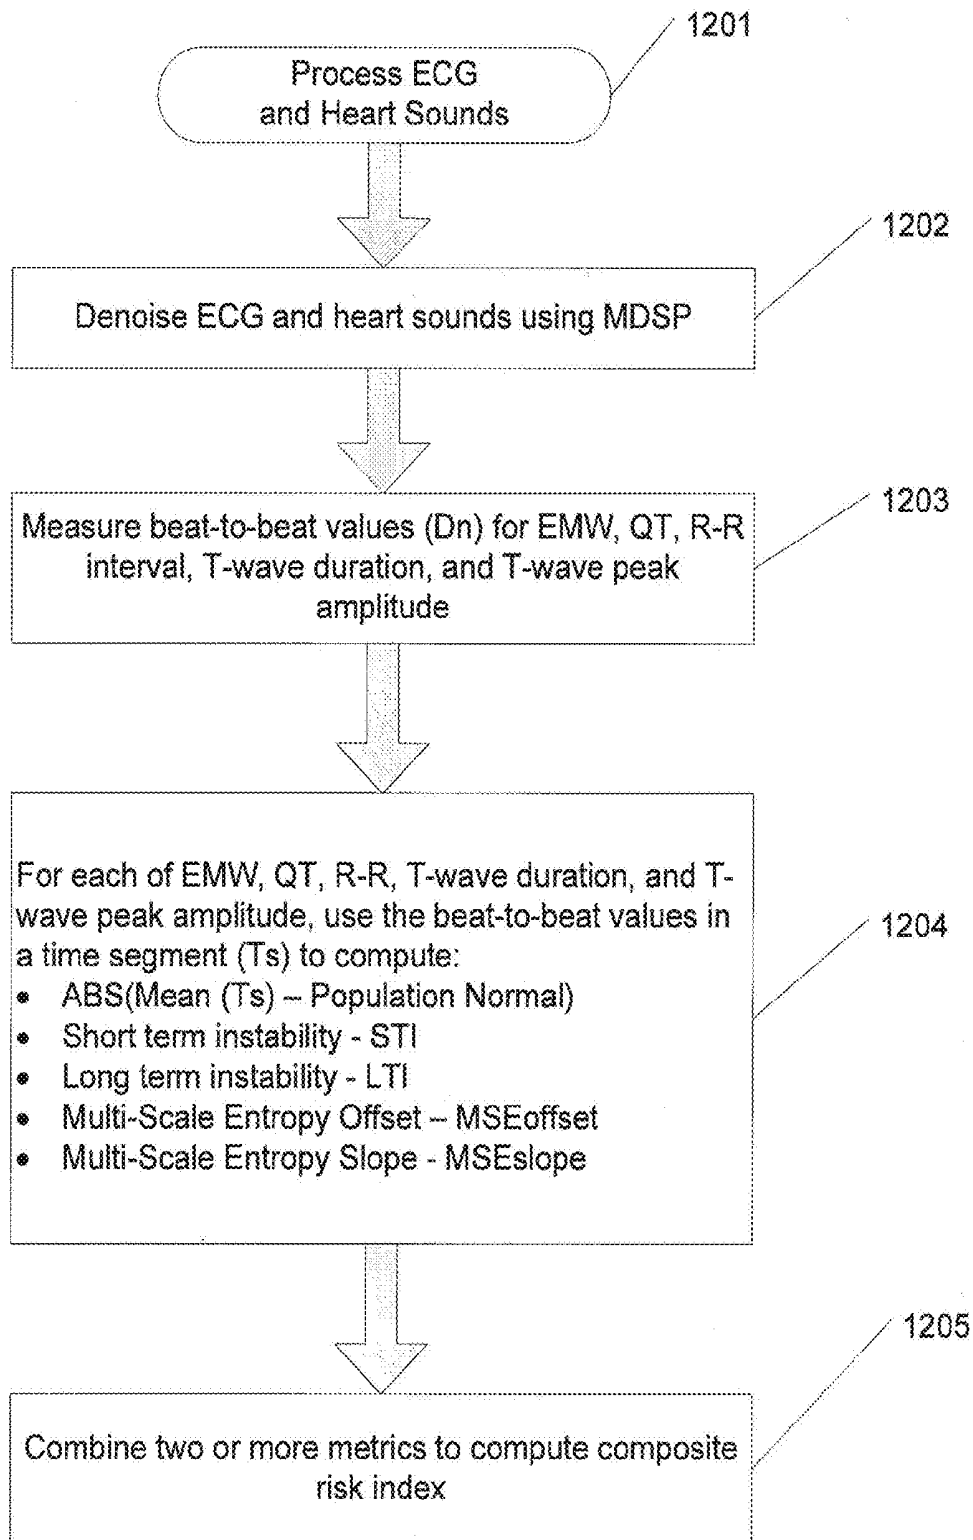 1201
Process ECG
and Heart Sounds
1202
Denoise ECG and heart sounds using MDSP
1203
Measure beat-to-beat values (Dn) for EMW, QT, R-R
interval, T-wave duration, and T-wave peak
amplitude
For each of EMW, QT, R-R, T-wave duration, and T-
wave peak amplitude, use the beat-to-beat values in
a time segment (Ts) to compute:
1204
• ABS(Mean (Ts) – Population Normal)
• Short term instability - STI
• Long term instability - LTI
• Multi-Scale Entropy Offset – MSEoffset
• Multi-Scale Entropy Slope - MSEslope
1205
Combine two or more metrics to compute composite
risk index